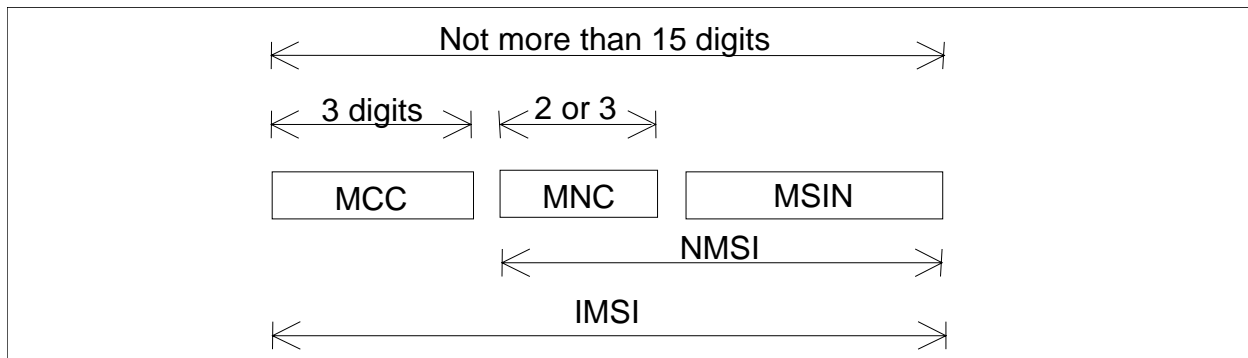 Not more than 15 digits
3 digits
2 or 3
MCC
MNC
MSIN
NMSI
IMSI